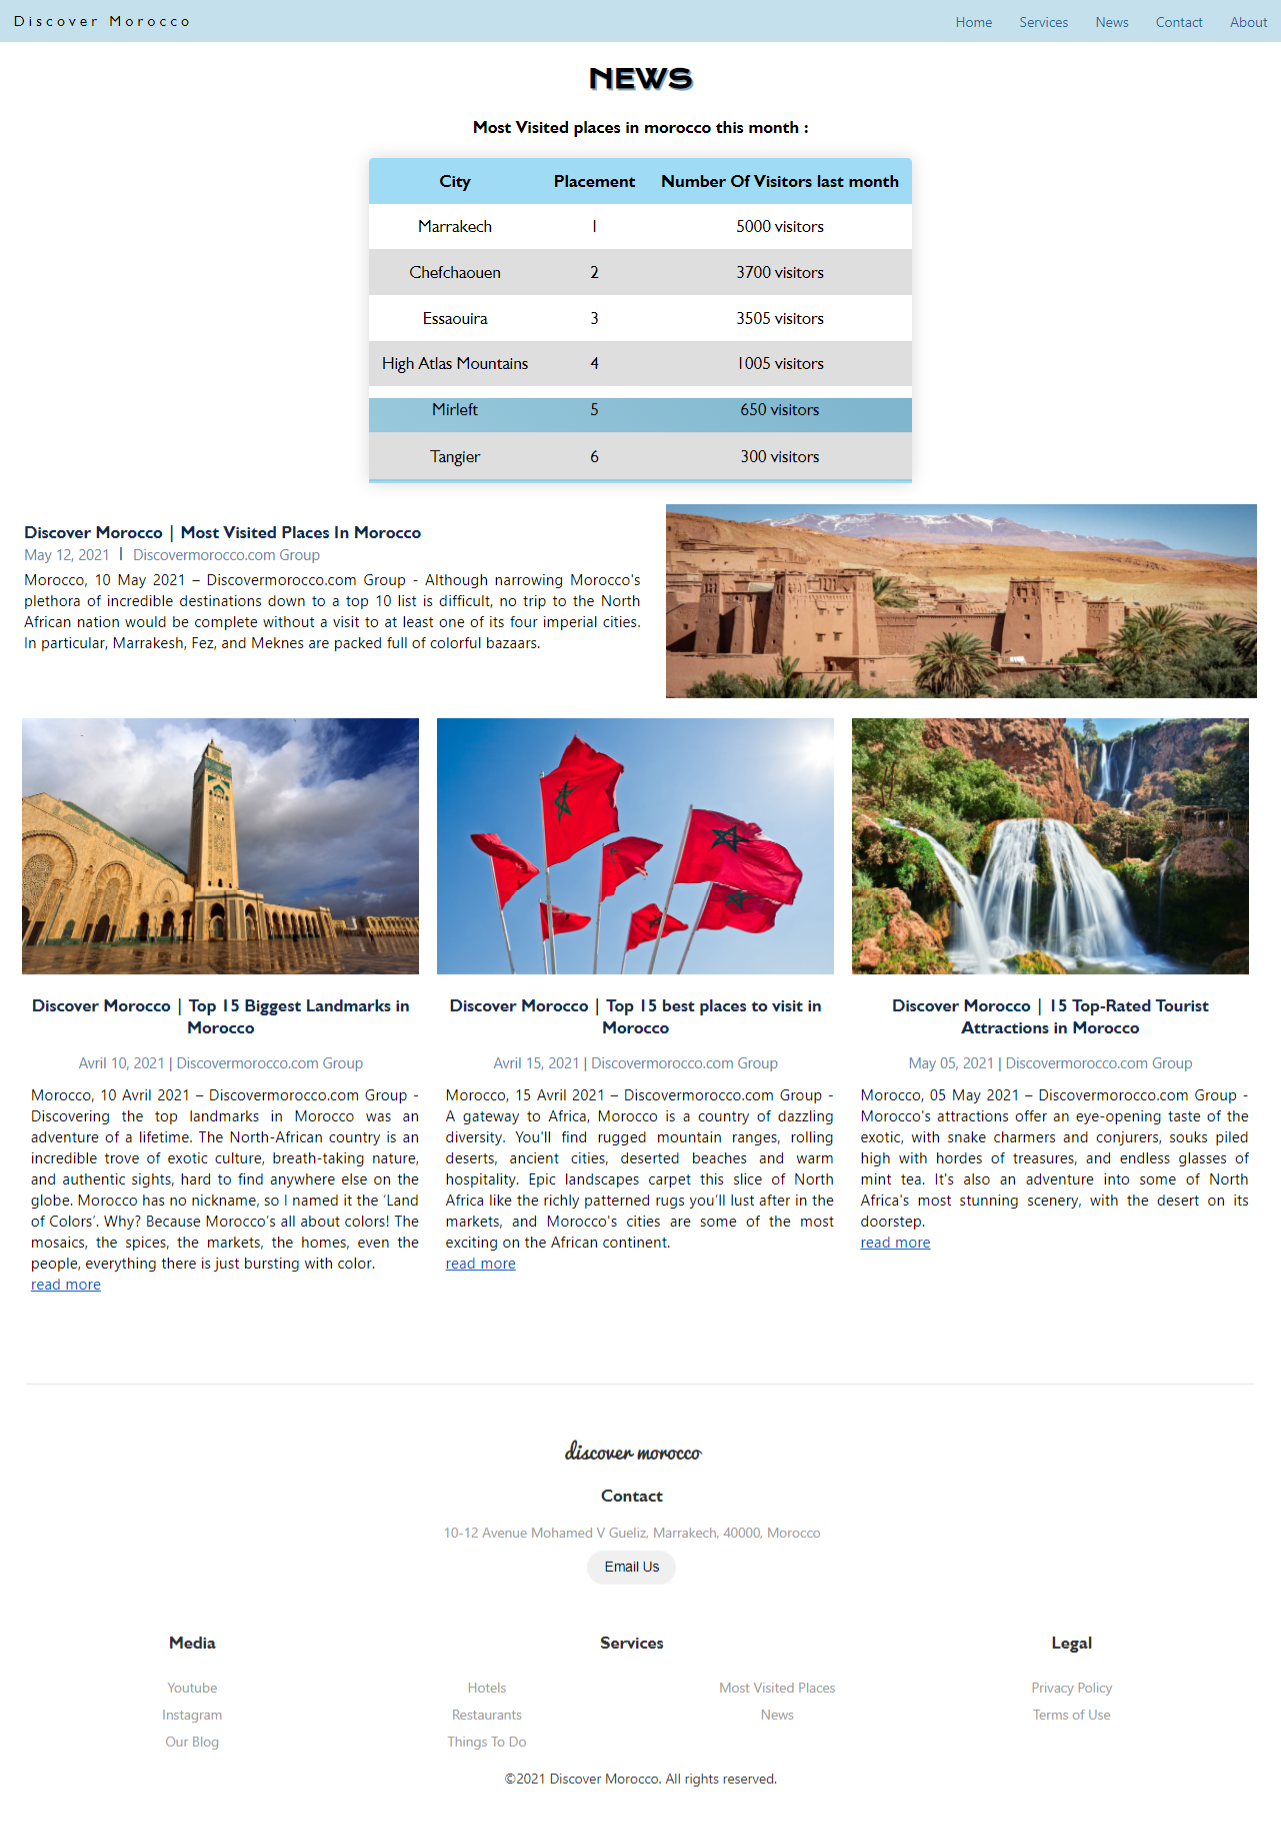 Discover Morocco
Home Services News Contact About
NEWS
Most Visited places in morocco this month :
City Placement Number Of Visitors last month
Marrakech 1 5000 visitors
Chefchaouen 2 3700 visitors
Essaouira 3 3505 visitors
High Atlas Mountains 4 1005 visitors
Mirleft 5 650 visitors
Tangier 6 300 visitors
Discover Morocco | Most Visited Places In Morocco
May 12, 2021 | Discovermorocco.com Group
Morocco, 10 May 2021 – Discovermorocco.com Group - Although narrowing Morocco's
plethora of incredible destinations down to a top 10 list is difficult, no trip to the North
African nation would be complete without a visit to at least one of its four imperial cities.
In particular, Marrakesh, Fez, and Meknes are packed full of colorful bazaars.
Discover Morocco | Top 15 Biggest Landmarks in
Morocco
Avril 10, 2021 | Discovermorocco.com Group
Morocco, 10 Avril 2021 – Discovermorocco.com Group -
Discovering the top landmarks in Morocco was an
adventure of a lifetime. The North-African country is an
incredible trove of exotic culture, breath-taking nature,
and authentic sights, hard to find anywhere else on the
globe. Morocco has no nickname, so I named it the ‘Land
of Colors’. Why? Because Morocco’s all about colors! The
mosaics, the spices, the markets, the homes, even the
people, everything there is just bursting with color.
read more
Discover Morocco | Top 15 best places to visit in
Morocco
Avril 15, 2021 | Discovermorocco.com Group
Morocco, 15 Avril 2021 – Discovermorocco.com Group -
A gateway to Africa, Morocco is a country of dazzling
diversity. You'll find rugged mountain ranges, rolling
deserts, ancient cities, deserted beaches and warm
hospitality. Epic landscapes carpet this slice of North
Africa like the richly patterned rugs you'll lust after in the
markets, and Morocco's cities are some of the most
exciting on the African continent.
read more
Discover Morocco | 15 Top-Rated Tourist
Attractions in Morocco
May 05, 2021 | Discovermorocco.com Group
Morocco, 05 May 2021 – Discovermorocco.com Group -
Morocco's attractions offer an eye-opening taste of the
exotic, with snake charmers and conjurers, souks piled
high with hordes of treasures, and endless glasses of
mint tea. It's also an adventure into some of North
Africa's most stunning scenery, with the desert on its
doorstep.
read more
discover morocco
Contact
10-12 Avenue Mohamed V Gueliz, Marrakech, 40000, Morocco
Email Us
Media
Youtube
Instagram
Our Blog
Services
Hotels
Restaurants
Things To Do
Most Visited Places
News
Legal
Privacy Policy
Terms of Use
©2021 Discover Morocco. All rights reserved.